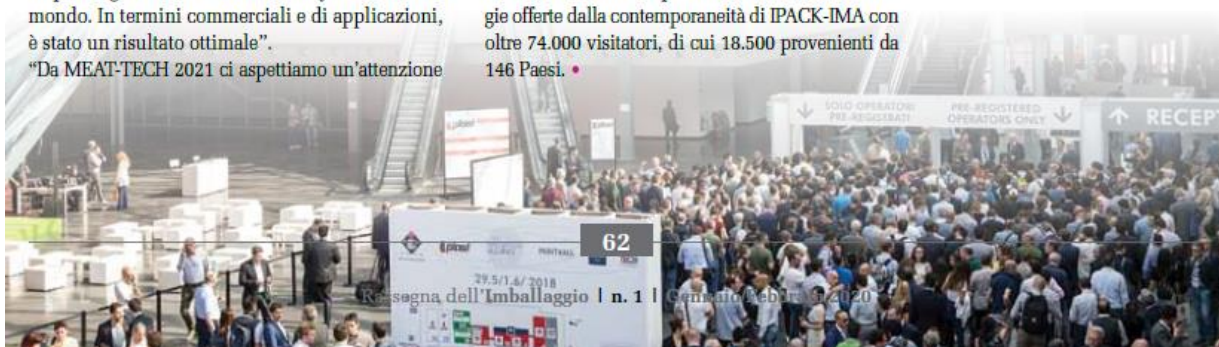 mondo. In termini commerciali e di applicazioni,
è stato un risultato ottimale”.
“Da MEAT-TECH 2021 ci aspettiamo un’attenzione
gie offerte dalla contemporaneità di IPACK-IMA con
oltre 74.000 visitatori, di cui 18.500 provenienti da
146 Paesi. •
SOLO OPERATORI
PRE-REGISTRATI
PRE-REGISTERED
OPERATORS ONLY
RECEP
plast
PRINT4ALL
62
29.5/1.6/2018
Rassegna dell’Imballaggio | n. 1 | Gennaio/Febbraio 2020